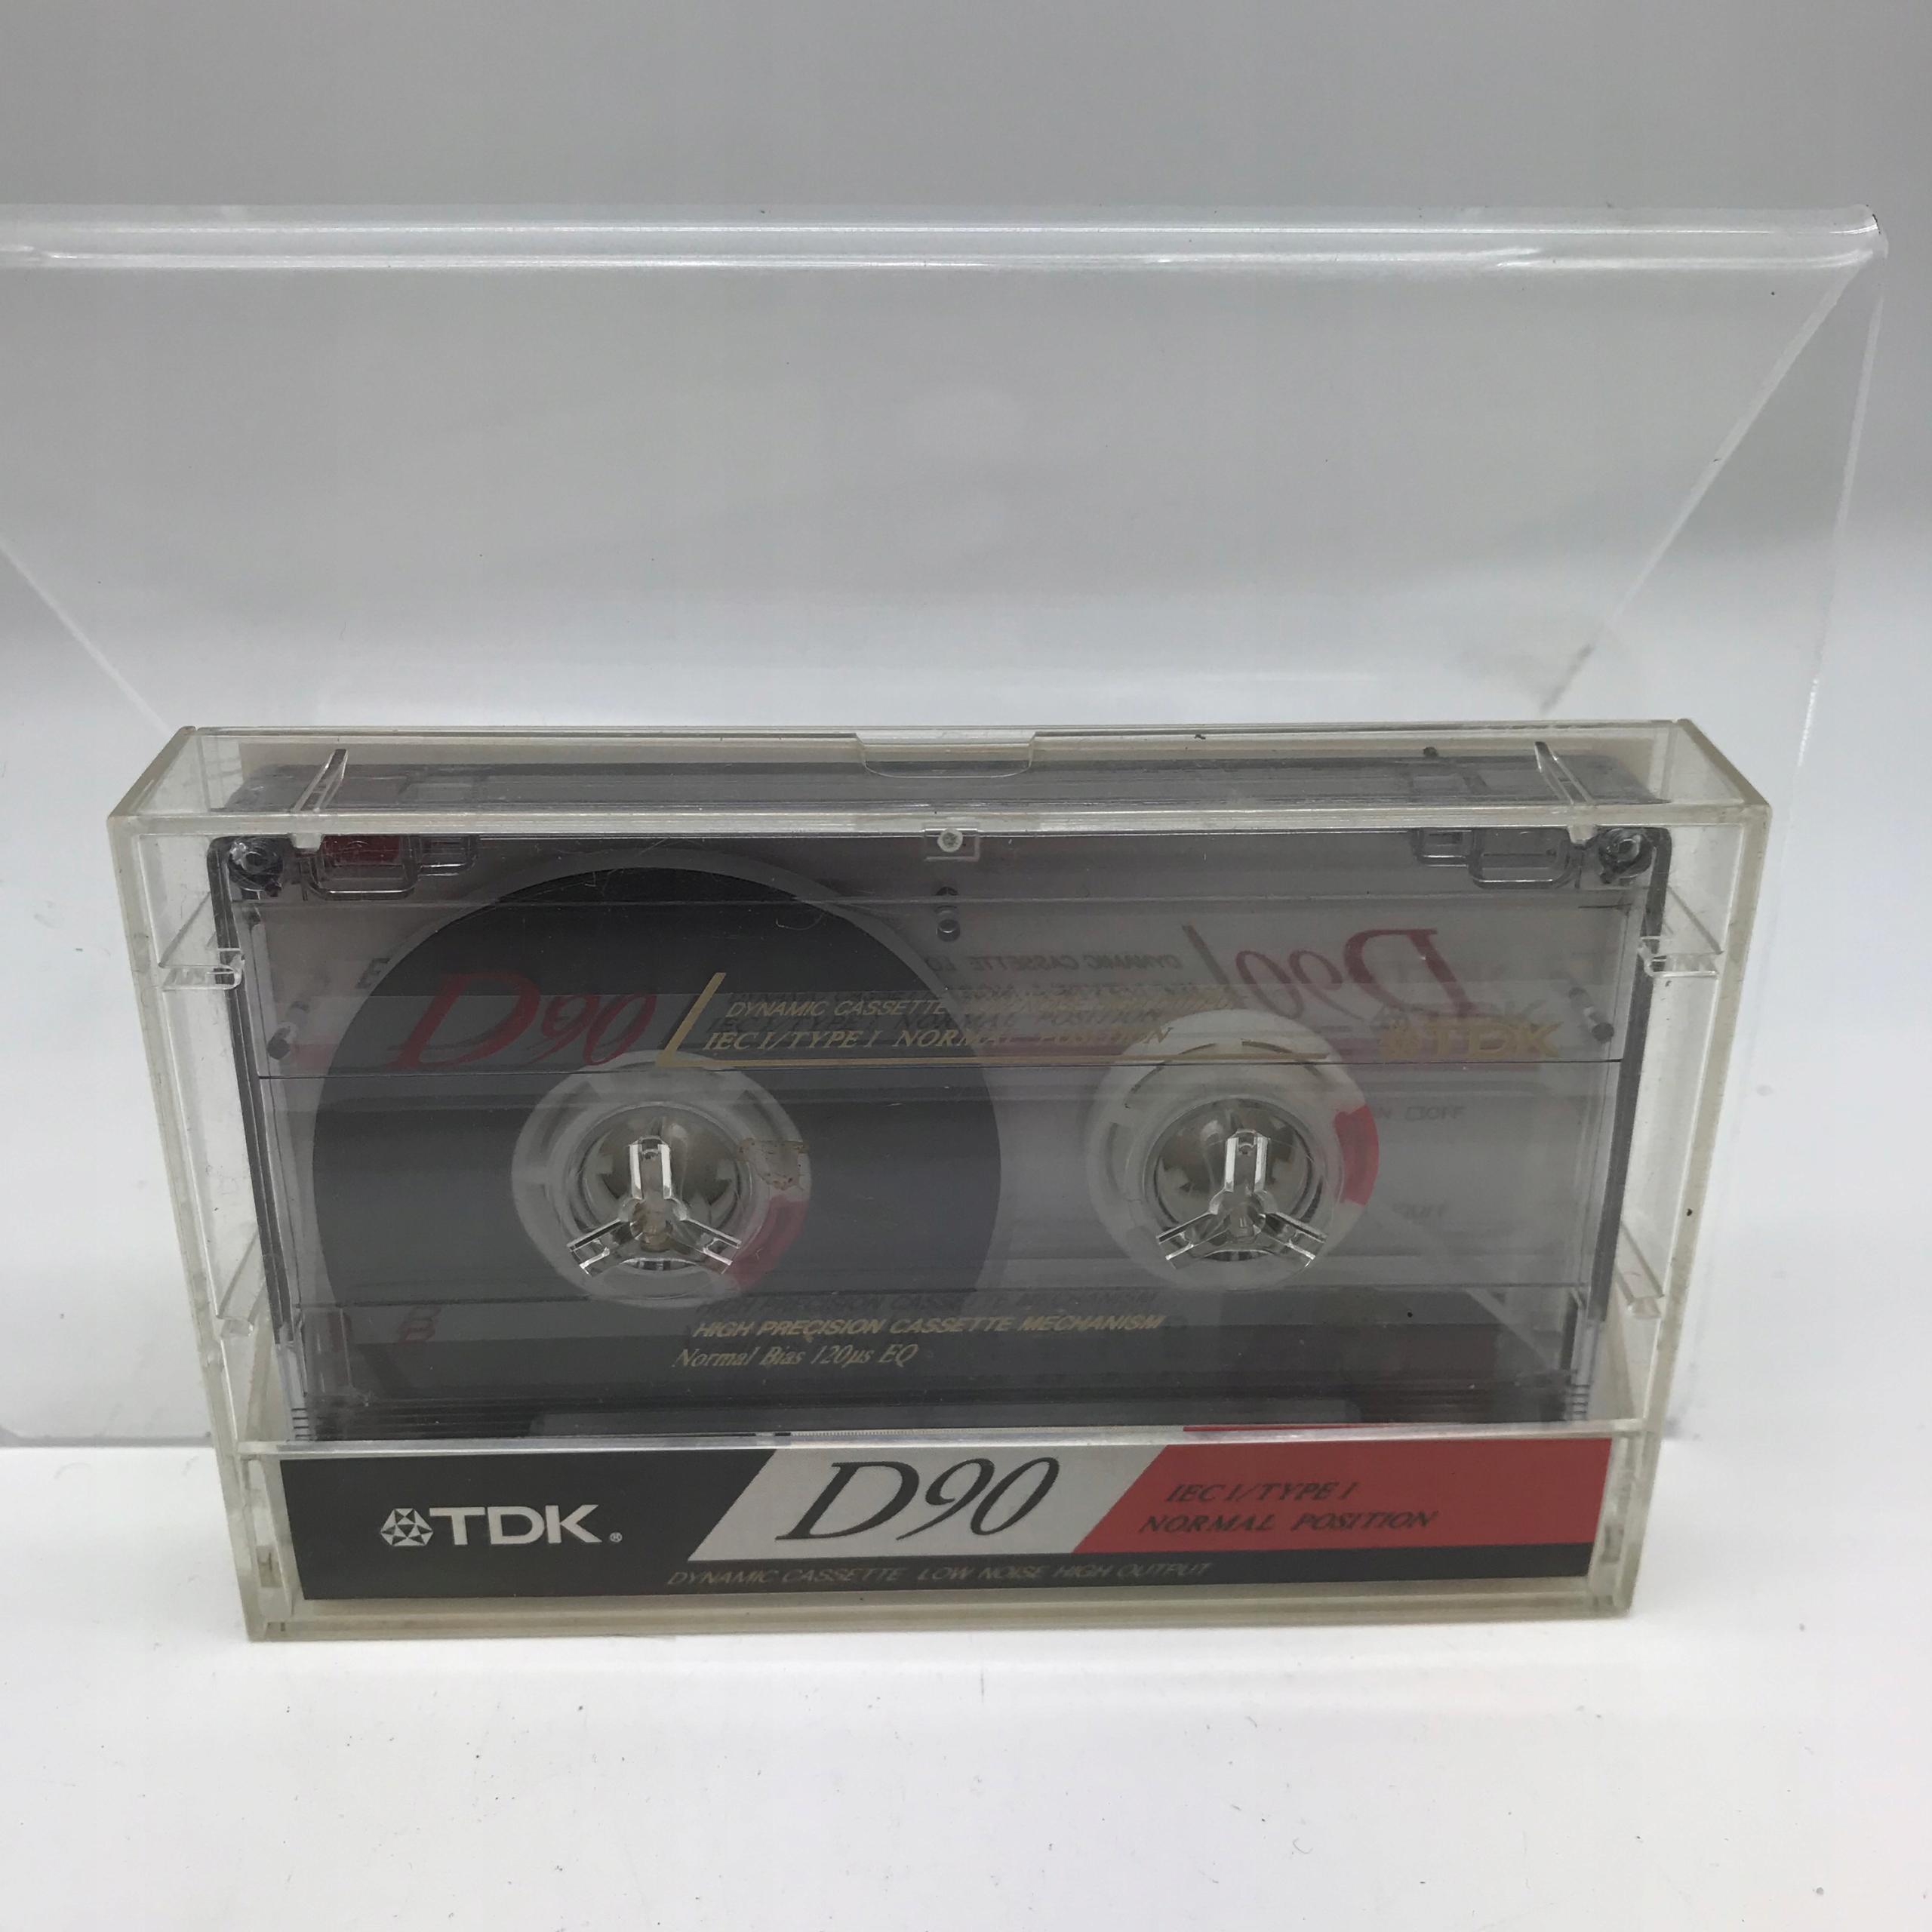 D90
DYNAMIC CASSETTE
IEC I/TYPE I NORMAL POSITION
TDK
HIGH PRECISION CASSETTE MECHANISM
Normal Bias 120µs EQ
TDK®
D90
IEC I/TYPE I
NORMAL POSITION
DYNAMIC CASSETTE LOW NOISE HIGH OUTPUT